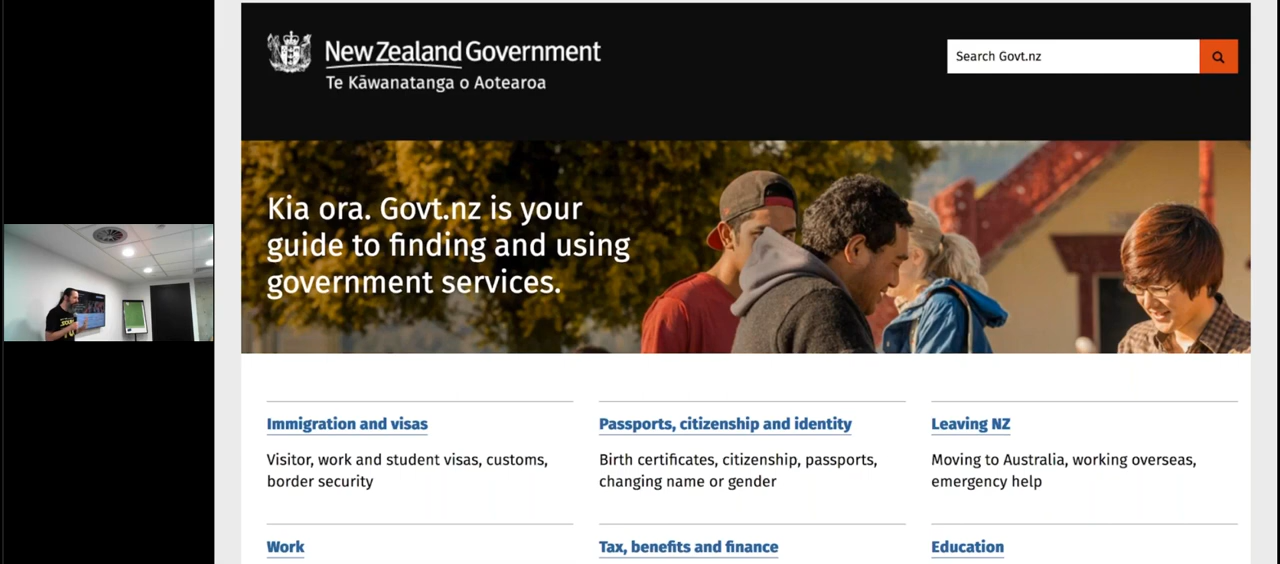 New Zealand Government
Te Kāwanatanga o Aotearoa
Search Govt.nz
Kia ora. Govt.nz is your
guide to finding and using
government services.
Immigration and visas
Visitor, work and student visas, customs,
border security
Passports, citizenship and identity
Birth certificates, citizenship, passports,
changing name or gender
Leaving NZ
Moving to Australia, working overseas,
emergency help
Work
Tax, benefits and finance
Education